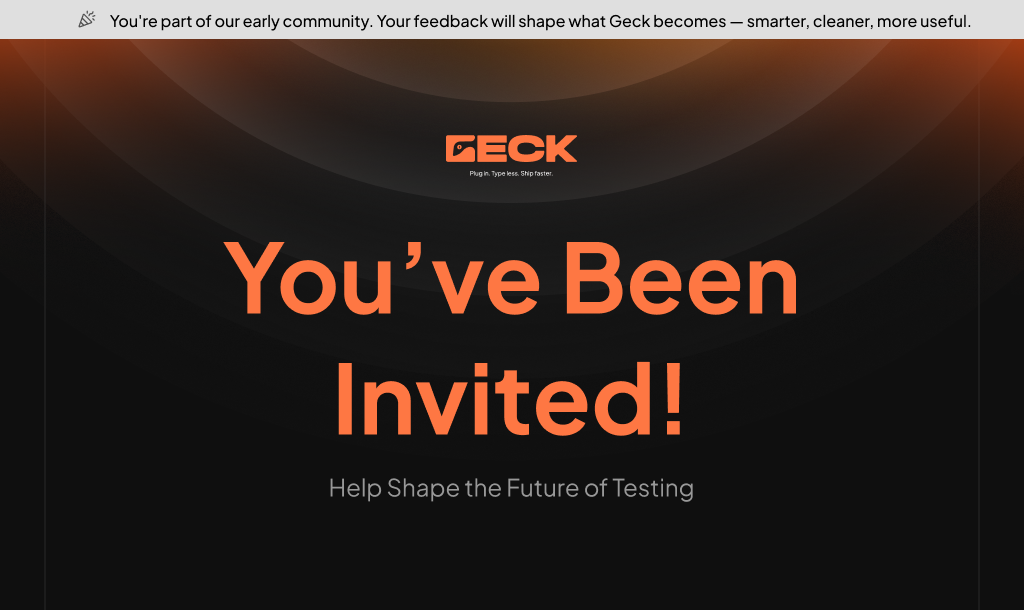 You're part of our early community. Your feedback will shape what Geck becomes — smarter, cleaner, more useful.
GECK
Plug in. Type less. Ship faster.
You’ve Been
Invited!
Help Shape the Future of Testing